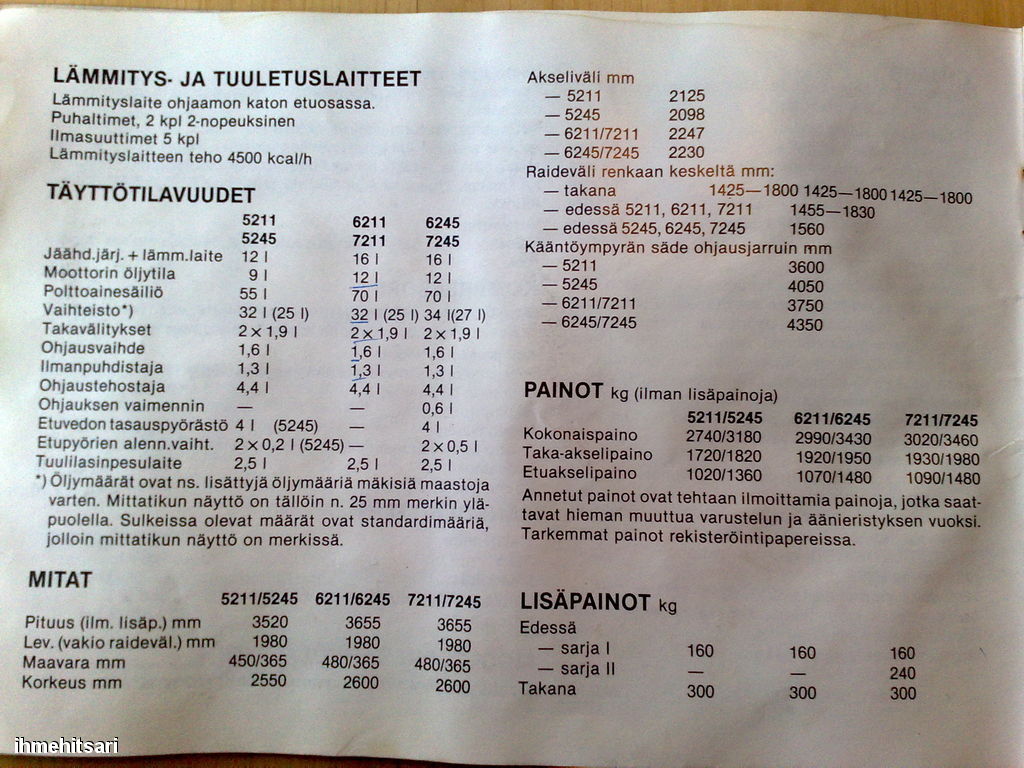 LÄMMITYS- JA TUULETUSLAITTEET
Lämmityslaite ohjaamon katon etuosassa.
Puhaltimet, 2 kpl 2-nopeuksinen
Ilmasuuttimet 5 kpl
Lämmityslaitteen teho 4500 kcal/h
TÄYTTÖTILAVUUDET
5211 6211 6245
5245 7211 7245
Jäähd.järj. + lämm.laite 12 l 16 l 16 l
Moottorin öljytila 9 l 12 l 12 l
Polttoainesäiliö 55 l 70 l 70 l
Vaihteisto*) 32 l (25 l) 32 l (25 l) 34 l(27 l)
Takavälitykset 2 x 1,9 l 2 x 1,9 l 2 x 1,9 l
Ohjausvaihde 1,6 l 1,6 l 1,6 l
Ilmanpuhdistaja 1,3 l 1,3 l 1,3 l
Ohjaustehostaja 4,4 l 4,4 l 4,4 l
Ohjauksen vaimennin — — 0,6 l
Etuvedon tasauspyörästö 4 l (5245) — 4 l
Etupyörien alenn.vaiht. 2 x 0,2 l (5245) — 2 x 0,5 l
Tuulilasinpesulaite 2,5 l 2,5 l 2,5 l
*) Öljymäärät ovat ns. lisättyjä öljymääriä mäkisiä maastoja
varten. Mittatikun näyttö on tällöin n. 25 mm merkin ylä-
puolella. Sulkeissa olevat määrät ovat standardimääriä,
jolloin mittatikun näyttö on merkissä.
MITAT
5211/5245 6211/6245 7211/7245
Pituus (ilm. lisäp.) mm 3520 3655 3655
Lev. (vakio raideväl.) mm 1980 1980 1980
Maavara mm 450/365 480/365 480/365
Korkeus mm 2550 2600 2600
Akseliväli mm
— 5211 2125
— 5245 2098
— 6211/7211 2247
— 6245/7245 2230
Raideväli renkaan keskeltä mm:
— takana 1425—1800 1425—1800 1425—1800
— edessä 5211, 6211, 7211 1455—1830
— edessä 5245, 6245, 7245 1560
Kääntöympyrän säde ohjausjarruin mm
— 5211 3600
— 5245 4050
— 6211/7211 3750
— 6245/7245 4350
PAINOT kg (ilman lisäpainoja)
5211/5245 6211/6245 7211/7245
Kokonaispaino 2740/3180 2990/3430 3020/3460
Taka-akselipaino 1720/1820 1920/1950 1930/1980
Etuakselipaino 1020/1360 1070/1480 1090/1480
Annetut painot ovat tehtaan ilmoittamia painoja, jotka saat-
tavat hieman muuttua varustelun ja äänieristyksen vuoksi.
Tarkemmat painot rekisteröintipapereissa.
LISÄPAINOT kg
Edessä
— sarja I 160 160 160
— sarja II — — 240
Takana 300 300 300
ihmehitsari